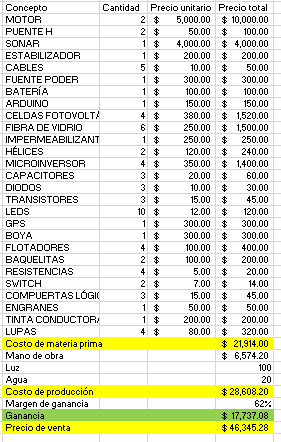 Concepto Cantidad Precio unitario Precio total
MOTOR 2 $ 5,000.00 $ 10,000.00
PUENTE H 2 $ 50.00 $ 100.00
SONAR 1 $ 4,000.00 $ 4,000.00
ESTABILIZADOR 1 $ 200.00 $ 200.00
CABLES 5 $ 10.00 $ 50.00
FUENTE PODER 1 $ 300.00 $ 300.00
BATERÍA 1 $ 100.00 $ 100.00
ARDUINO 1 $ 150.00 $ 150.00
CELDAS FOTOVOLTA 4 $ 380.00 $ 1,520.00
FIBRA DE VIDRIO 6 $ 250.00 $ 1,500.00
IMPERMEABILIZANT 1 $ 250.00 $ 250.00
HÉLICES 2 $ 120.00 $ 240.00
MICROINVERSOR 4 $ 350.00 $ 1,400.00
CAPACITORES 3 $ 20.00 $ 60.00
DIODOS 3 $ 10.00 $ 30.00
TRANSISTORES 3 $ 15.00 $ 45.00
LEDS 10 $ 12.00 $ 120.00
GPS 1 $ 300.00 $ 300.00
BOYA 1 $ 300.00 $ 300.00
FLOTADORES 4 $ 100.00 $ 400.00
BAQUELITAS 2 $ 100.00 $ 200.00
RESISTENCIAS 4 $ 5.00 $ 20.00
SWITCH 2 $ 7.00 $ 14.00
COMPUERTAS LÓGI 3 $ 15.00 $ 45.00
ENGRANES 1 $ 50.00 $ 50.00
TINTA CONDUCTOR 1 $ 200.00 $ 200.00
LUPAS 4 $ 80.00 $ 320.00
Costo de materia prima $ 21,914.00
Mano de obra $ 6,574.20
Luz 100
Agua 20
Costo de producción $ 28,608.20
Margen de ganancia 62%
Ganancia $ 17,737.08
Precio de venta $ 46,345.28